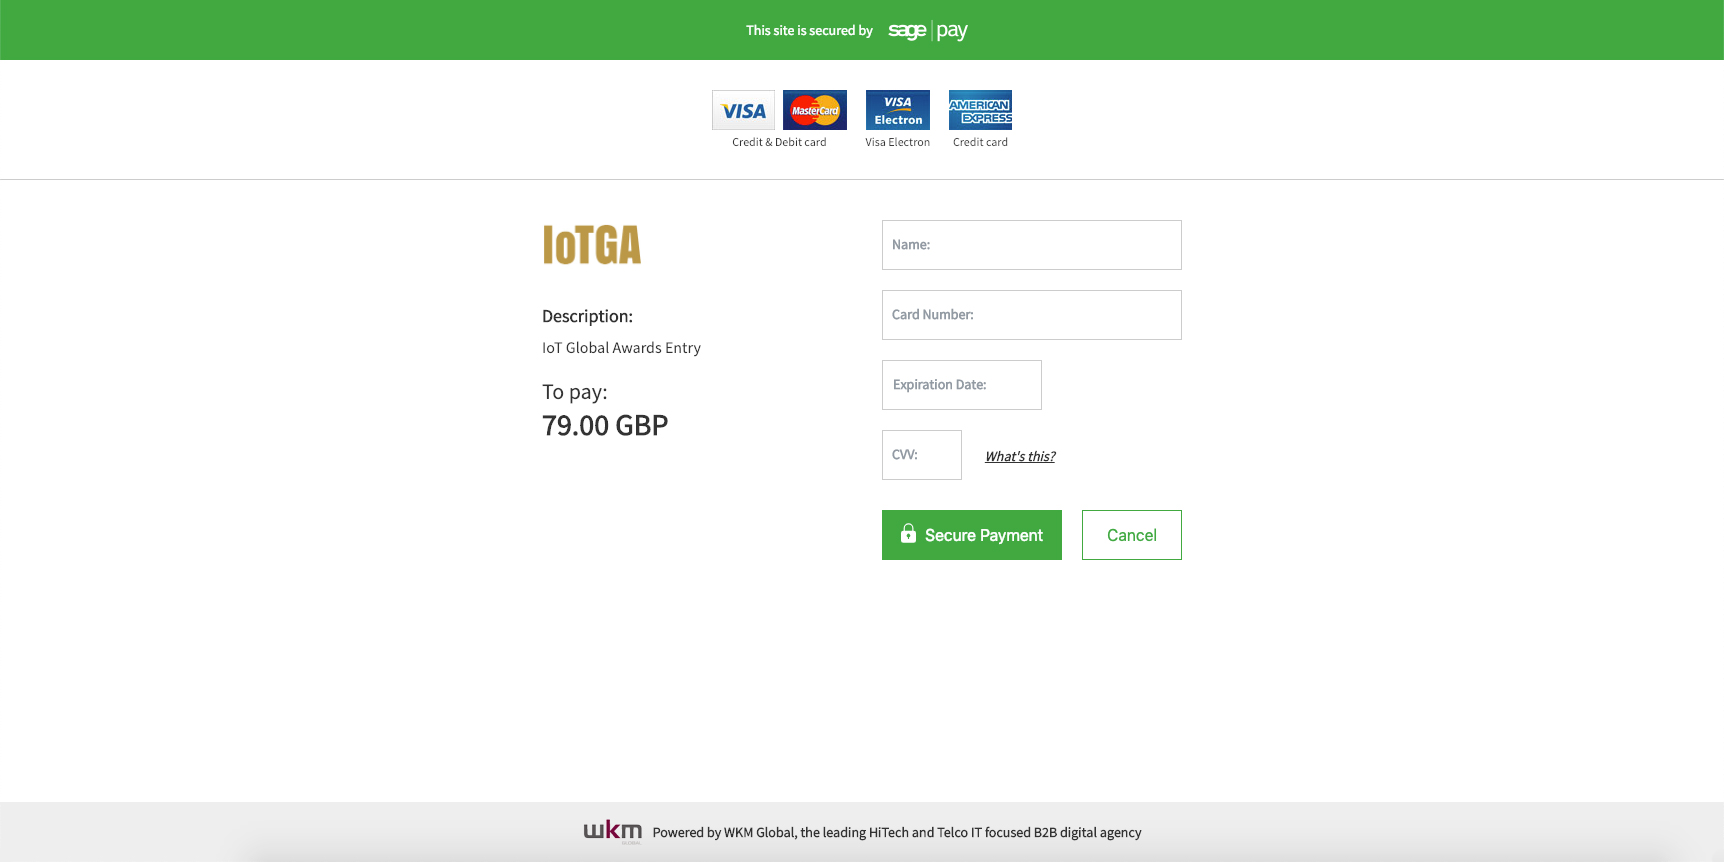 This site is secured by sage pay
VISA MasterCard VISA Electron AMERICAN EXPRESS
Credit & Debit card Visa Electron Credit card
IoTGA
Description:
IoT Global Awards Entry
To pay:
79.00 GBP
Name:
Card Number:
Expiration Date:
CVV: What's this?
Secure Payment Cancel
wkm Powered by WKM Global, the leading HiTech and Telco IT focused B2B digital agency